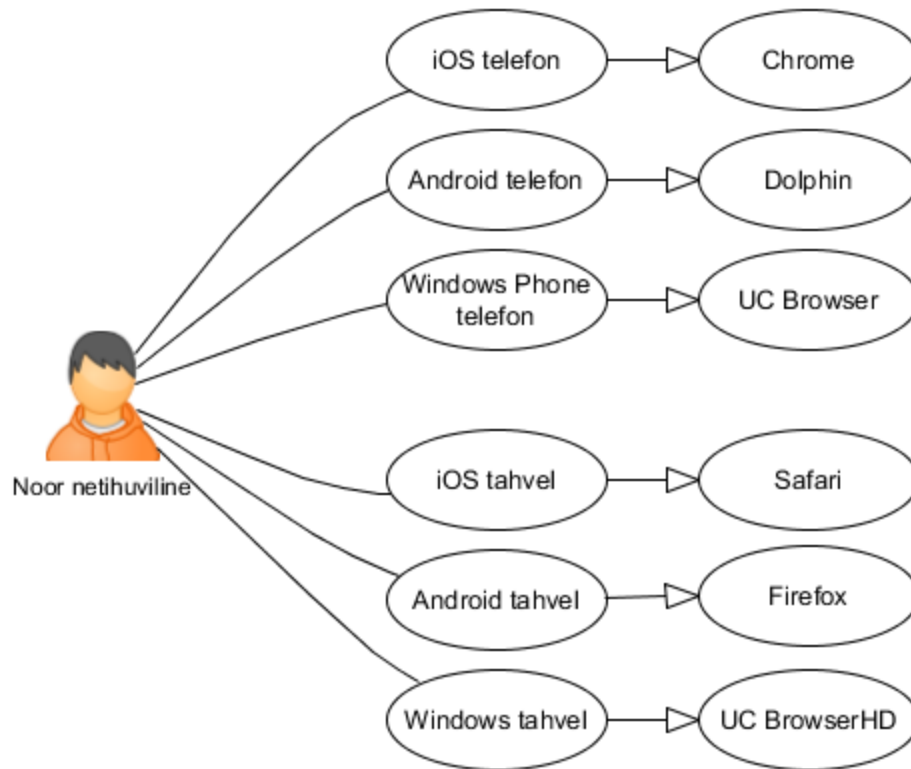 iOS telefon
Chrome
Android telefon
Dolphin
Windows Phone
telefon
UC Browser
Noor netihuviline
iOS tahvel
Safari
Android tahvel
Firefox
Windows tahvel
UC BrowserHD